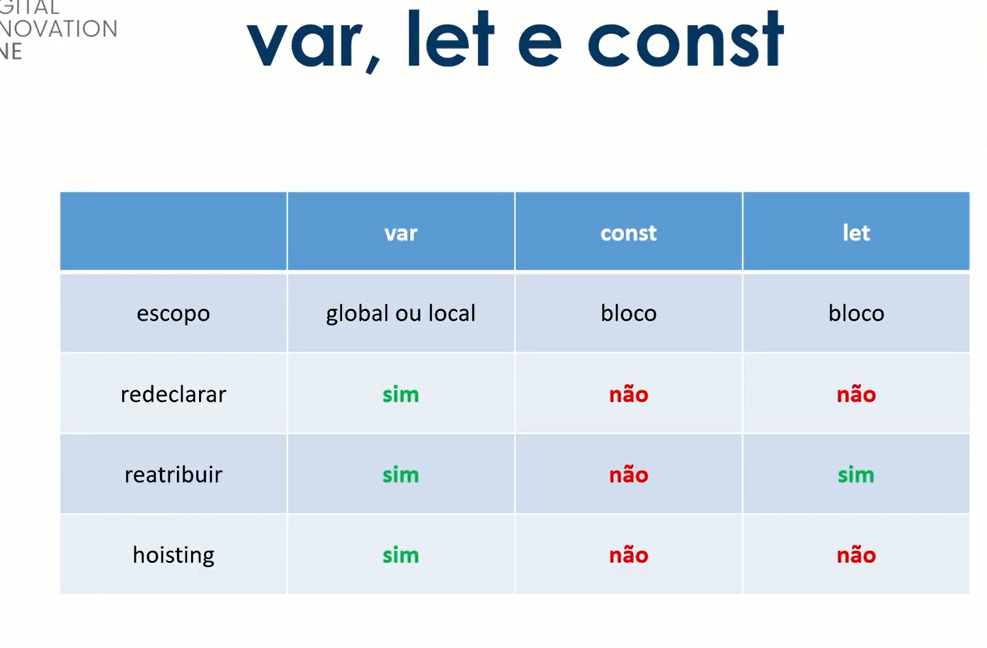 GITAL
NOVATION
NE
var, let e const
var const let
escopo global ou local bloco bloco
redeclarar sim não não
reatribuir sim não sim
hoisting sim não não